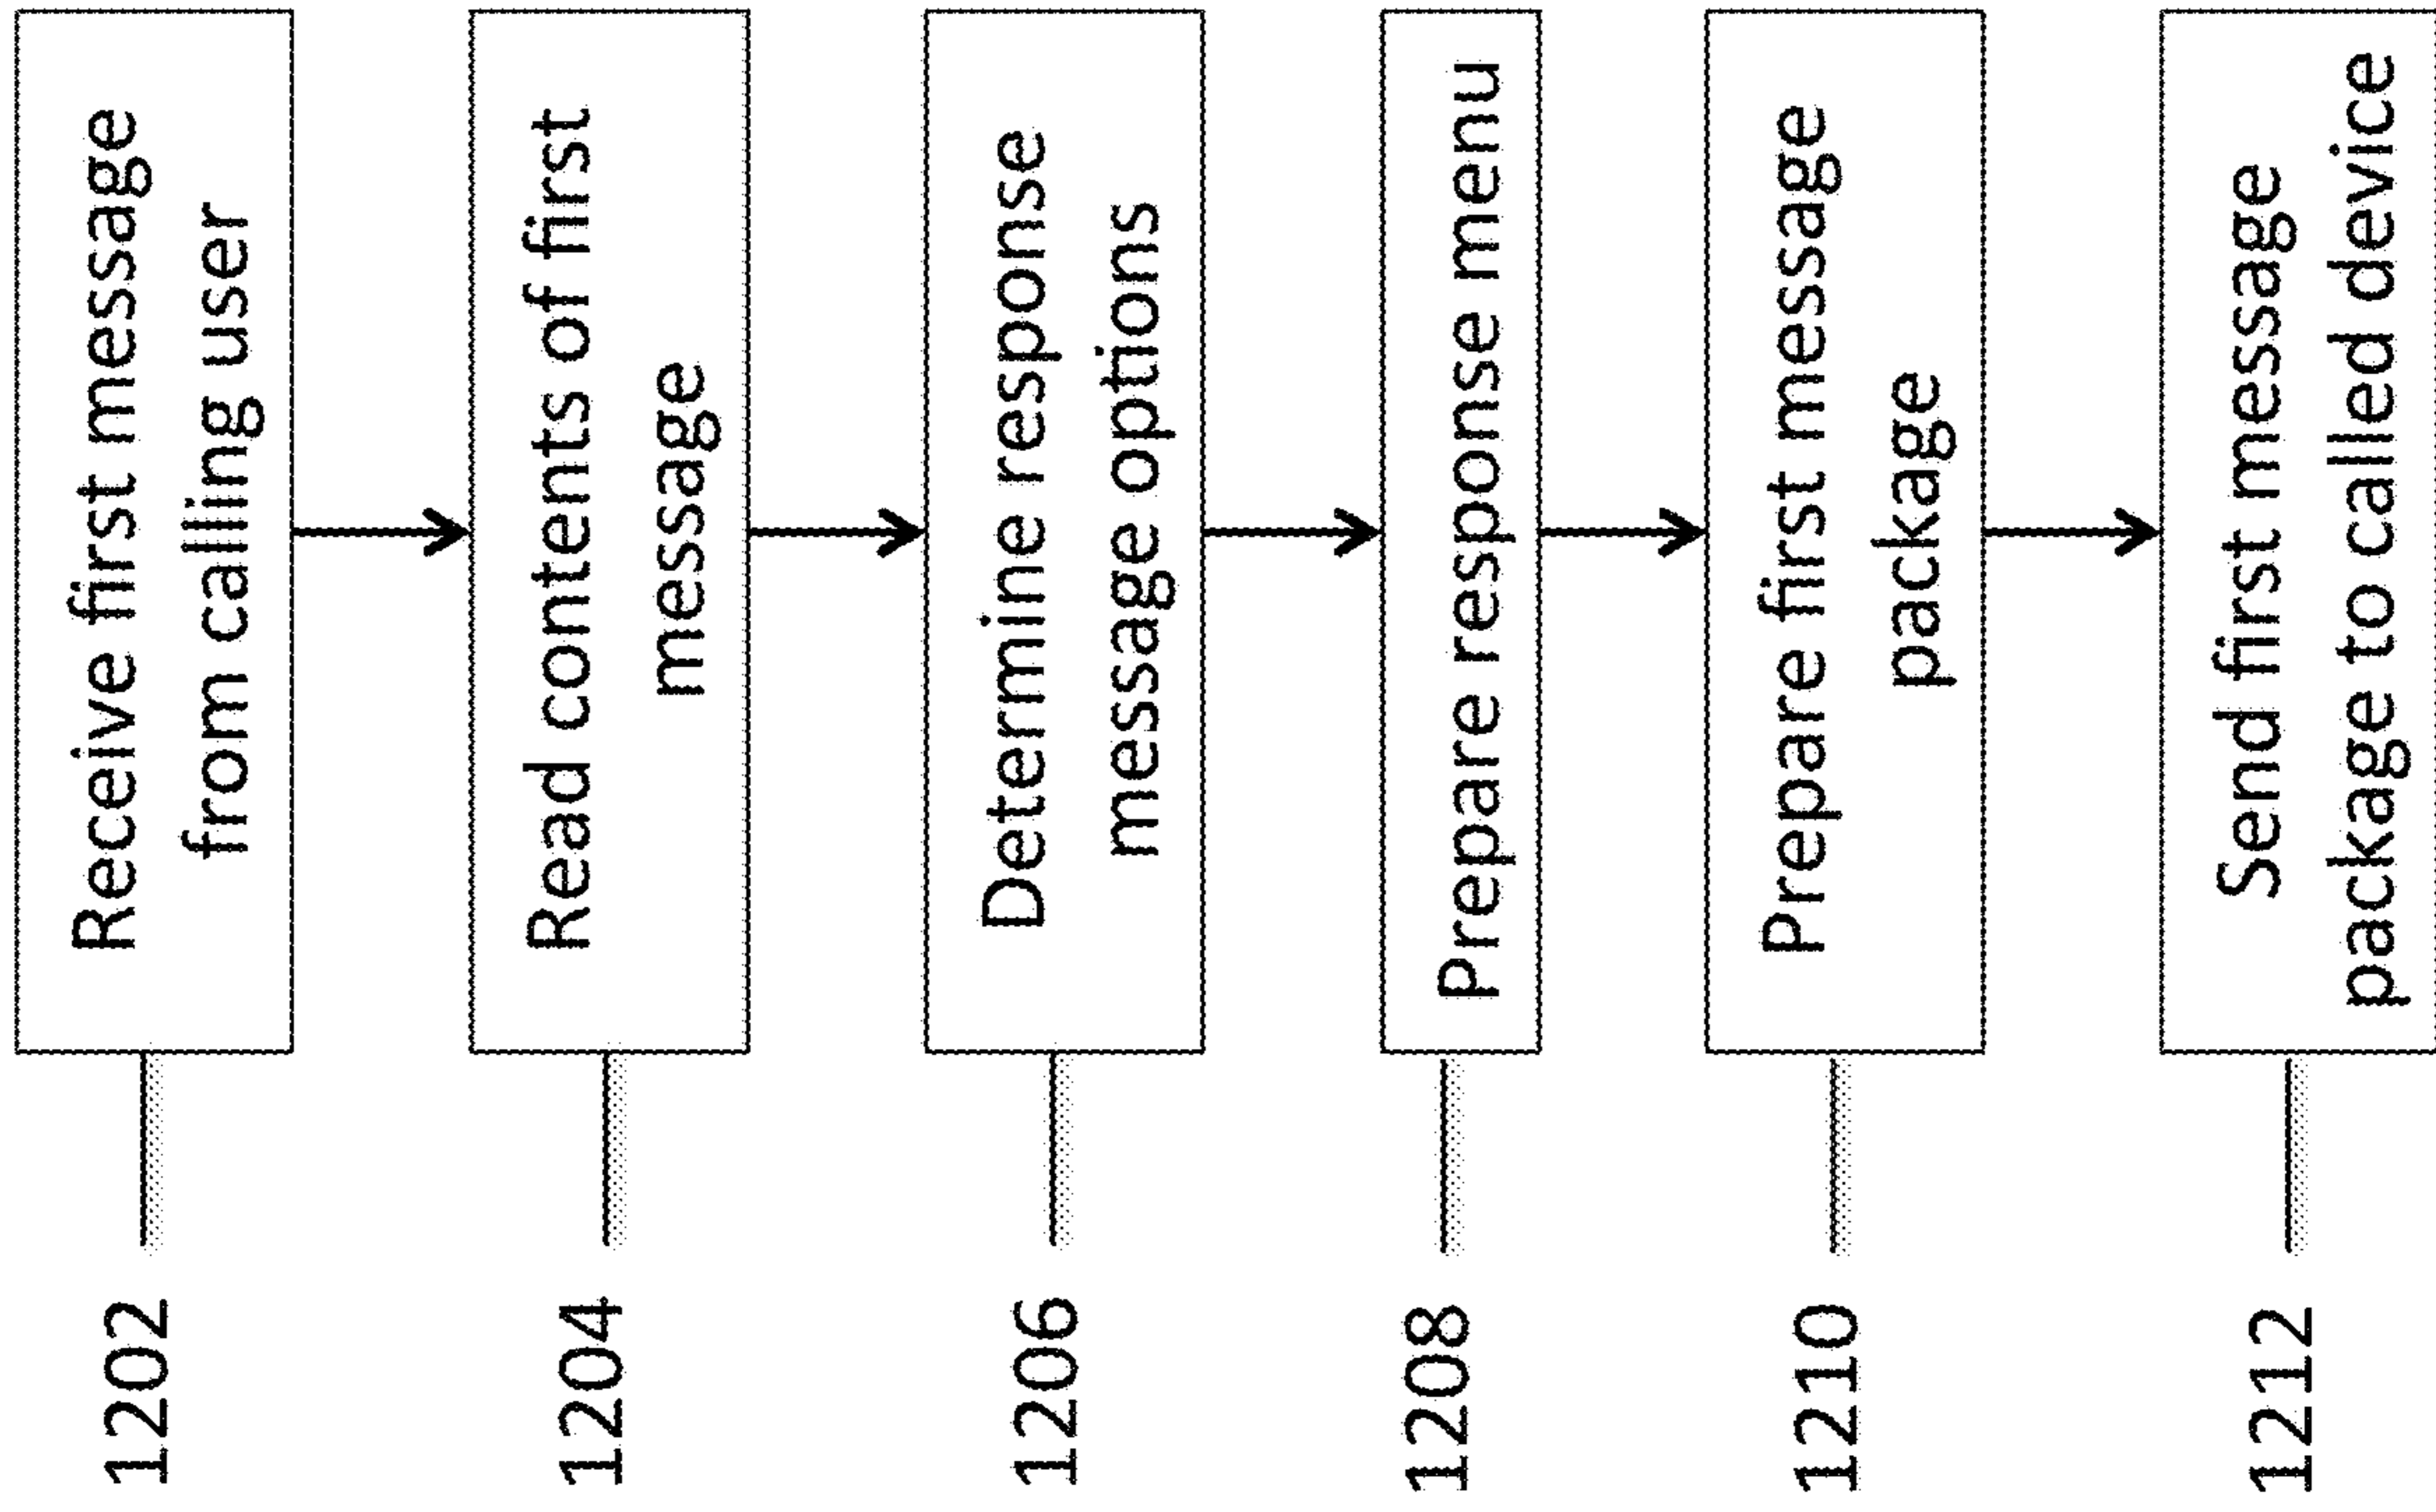 1202
Receive first message
from calling user
1204
Read contents of first
message
1206
Determine response
message options
1208
Prepare response menu
1210
Prepare first message
package
1212
Send first message
package to called device